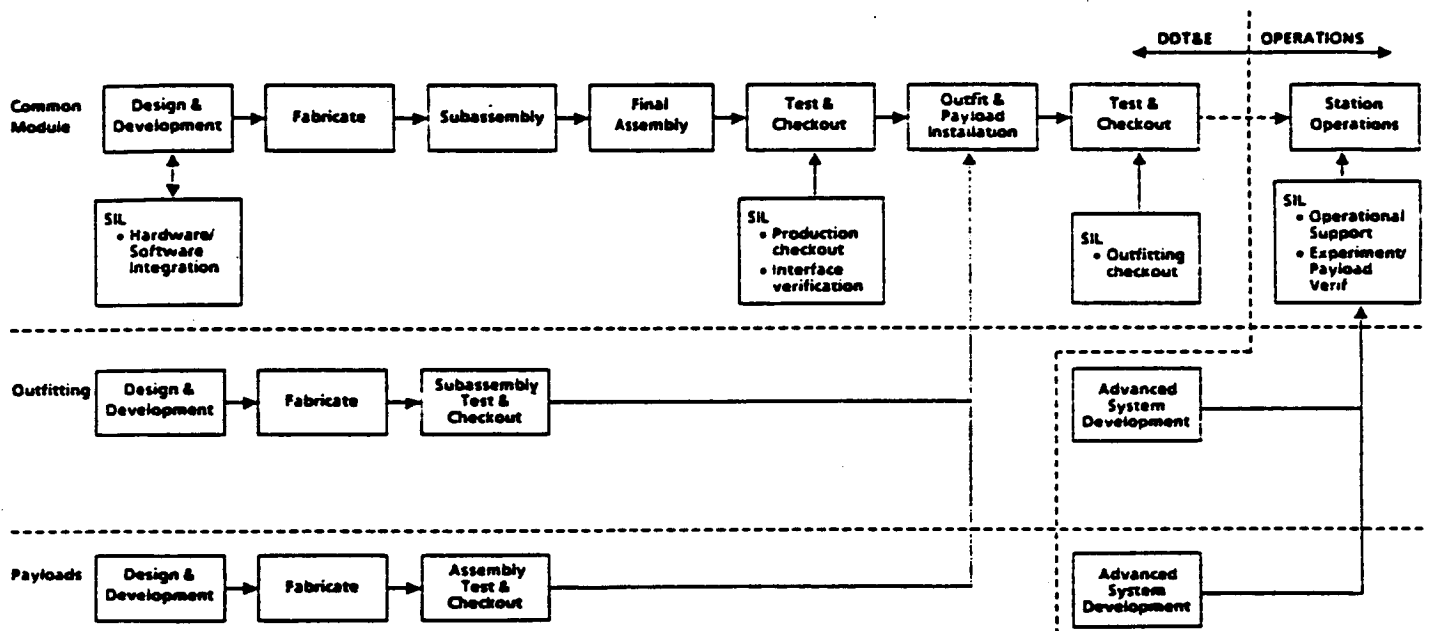 DDT&E OPERATIONS
Common
Module
Design &
Development
Fabricate
Subassembly
Final
Assembly
Test &
Checkout
Outfit &
Payload
Installation
Test &
Checkout
Station
Operations
SIL
• Hardware/
Software
Integration
SIL
• Production
checkout
• Interface
verification
SIL
• Outfitting
checkout
SIL
• Operational
Support
• Experiment/
Payload
Verif
Outfitting
Design &
Development
Fabricate
Subassembly
Test &
Checkout
Advanced
System
Development
Payloads
Design &
Development
Fabricate
Assembly
Test &
Checkout
Advanced
System
Development